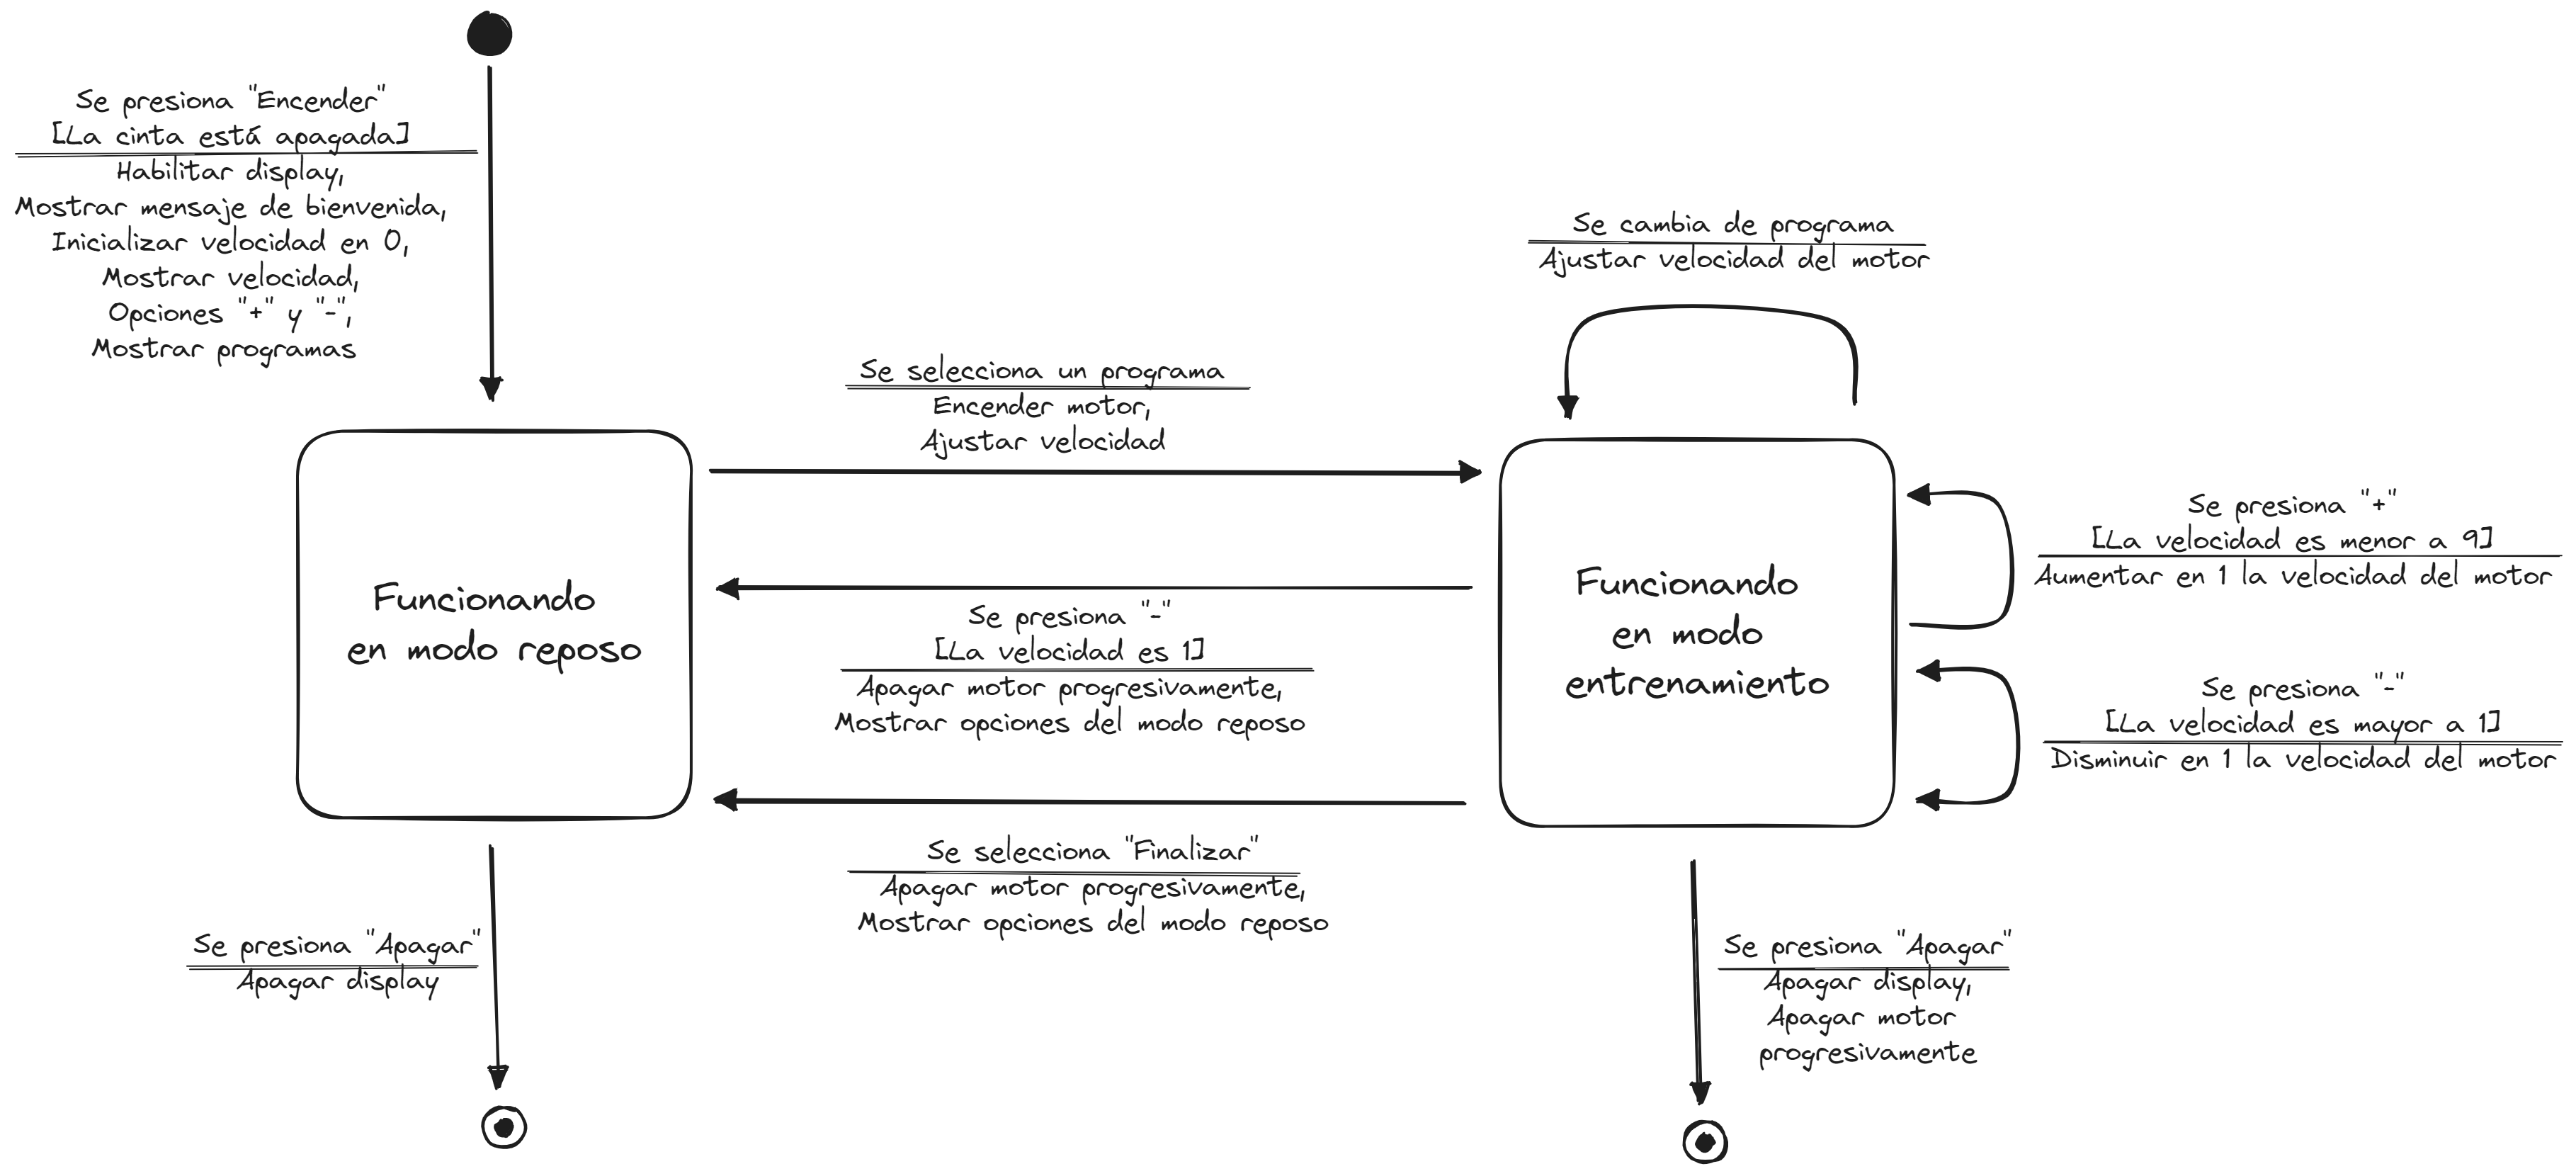 Se presiona "Encender"
[La cinta está apagada]
Habilitar display,
Mostrar mensaje de bienvenida,
Inicializar velocidad en 0,
Mostrar velocidad,
Opciones "+" y "-",
Mostrar programas
Se cambia de programa
Ajustar velocidad del motor
Se selecciona un programa
Encender motor,
Ajustar velocidad
Funcionando
en modo reposo
Se presiona "-"
[La velocidad es 1]
Apagar motor progresivamente,
Mostrar opciones del modo reposo
Funcionando
en modo
entrenamiento
Se presiona "+"
[La velocidad es menor a 9]
Aumentar en 1 la velocidad del motor
Se presiona "-"
[La velocidad es mayor a 1]
Disminuir en 1 la velocidad del motor
Se selecciona "Finalizar"
Apagar motor progresivamente,
Mostrar opciones del modo reposo
Se presiona "Apagar"
Apagar display
Se presiona "Apagar"
Apagar display,
Apagar motor
progresivamente